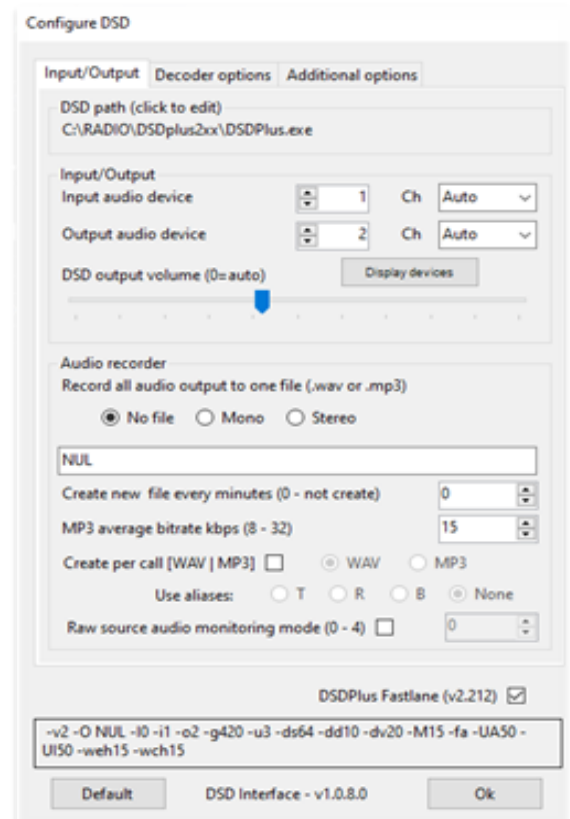 Configure DSD
Input/Output Decoder options Additional options
DSD path (click to edit)
C:\RADIO\DSDplus2xx\DSDPlus.exe
Input/Output
Input audio device 1 Ch Auto
Output audio device 2 Ch Auto
DSD output volume (0=auto) Display devices
Audio recorder
Record all audio output to one file (.wav or .mp3)
No file Mono Stereo
NUL
Create new file every minutes (0 - not create) 0
MP3 average bitrate kbps (8 - 32) 15
Create per call [WAV | MP3] WAV MP3
Use aliases: T R B None
Raw source audio monitoring mode (0 - 4) 0
DSDPlus Fastlane (v2.212)
-v2 -O NUL -I0 -i1 -o2 -g420 -u3 -ds64 -dd10 -dv20 -M15 -fa -UA50 -
UI50 -weh15 -wch15
Default DSD Interface - v1.0.8.0 Ok